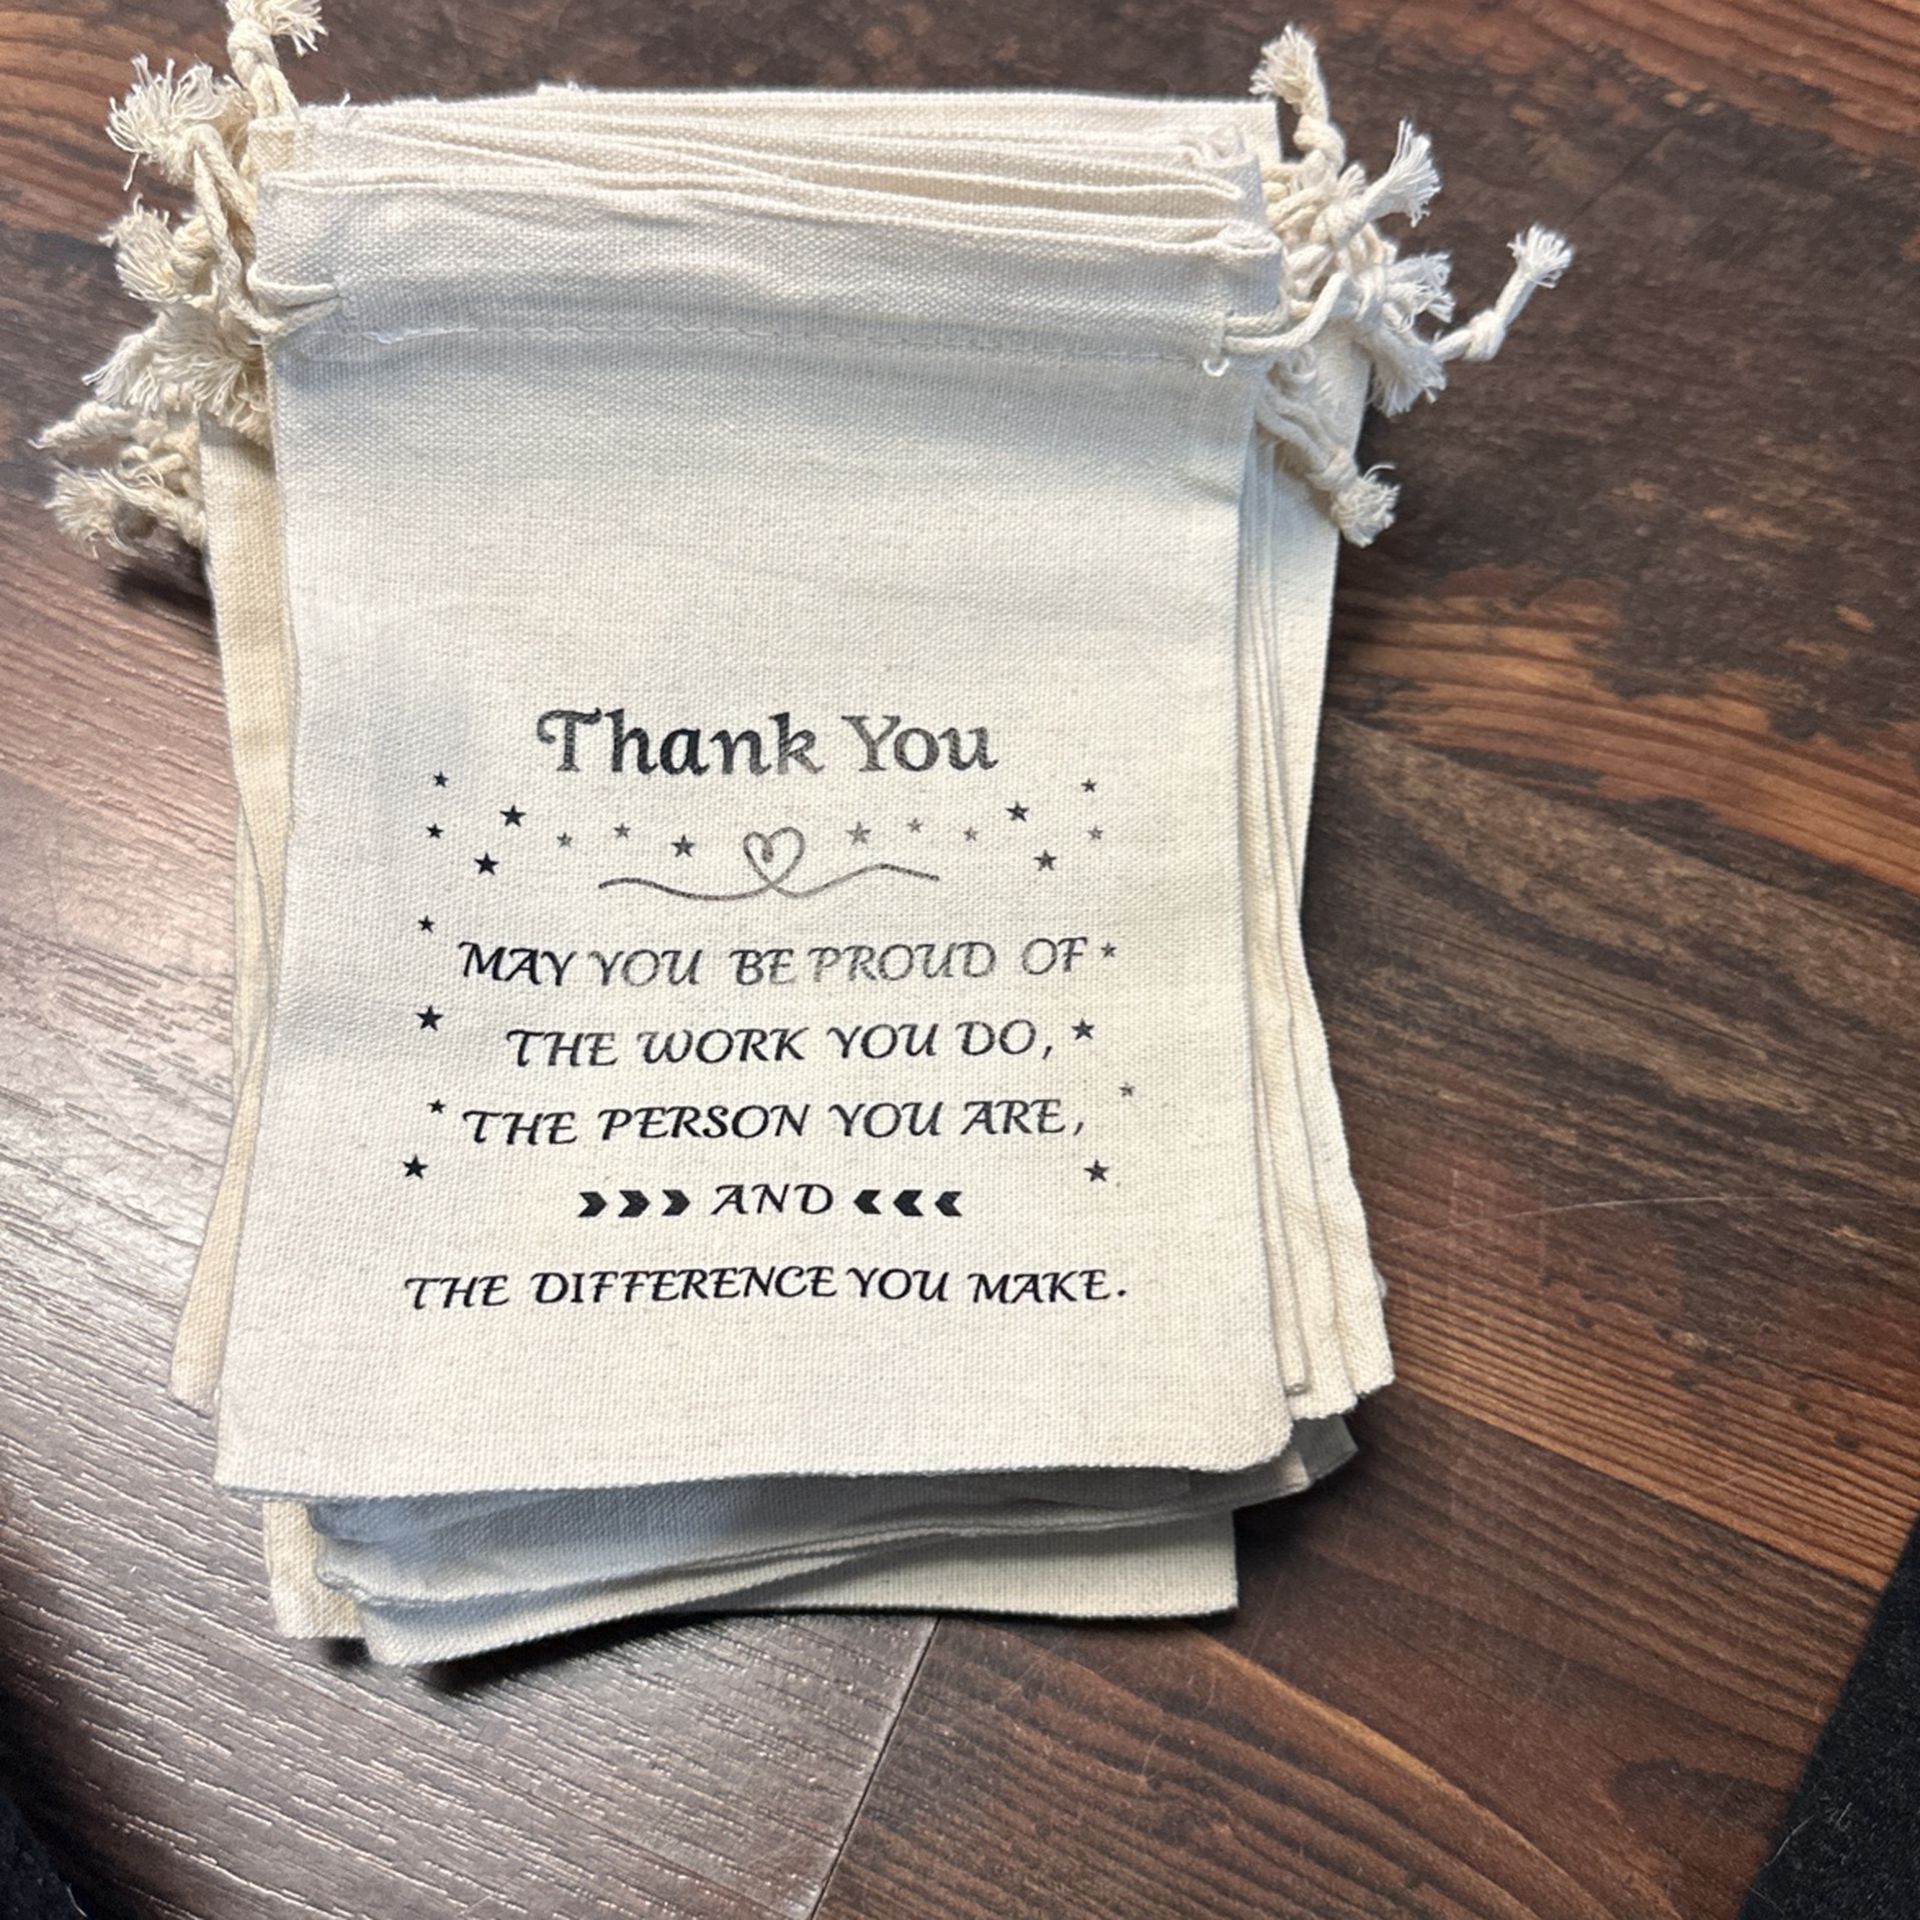 Thank You
MAY YOU BE PROUD OF
THE WORK YOU DO,
THE PERSON YOU ARE,
AND
THE DIFFERENCE YOU MAKE.